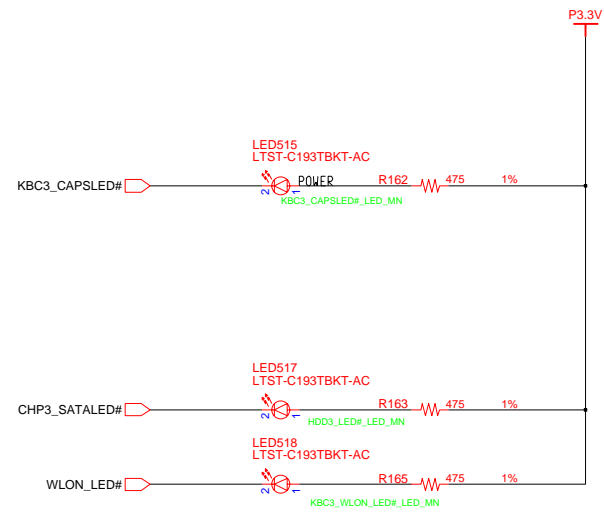 P3.3V
LED515
LTST-C193TBKT-AC
KBC3_CAPSLED# 2 1 POWER R162 475 1%
KBC3_CAPSLED#_LED_MN
LED517
LTST-C193TBKT-AC
CHP3_SATALED# 2 1 R163 475 1%
HDD3_LED#_LED_MN
LED518
LTST-C193TBKT-AC
WLON_LED# 2 1 R165 475 1%
KBC3_WLON_LED#_LED_MN